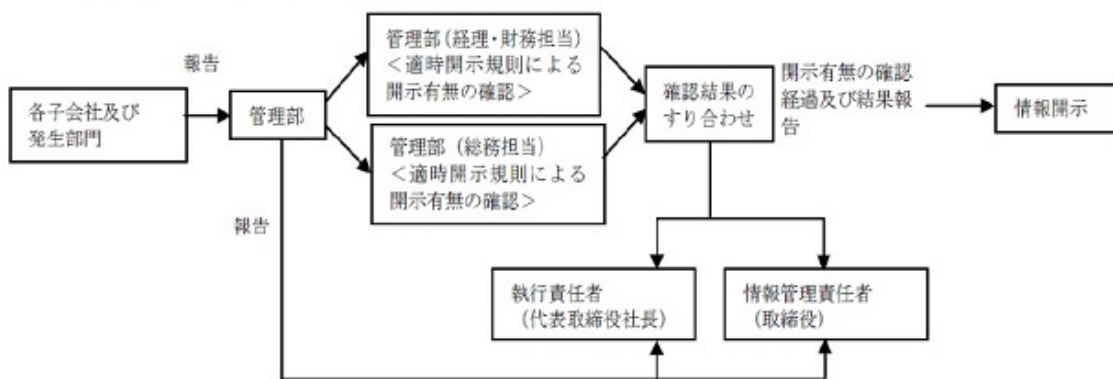 報告
各子会社及び
発生部門
管理部
管理部(経理・財務担当)
<適時開示規則による
開示有無の確認>
管理部(総務担当)
<適時開示規則による
開示有無の確認>
確認結果の
すり合わせ
開示有無の確認
経過及び結果報
告
情報開示
報告
執行責任者
(代表取締役社長)
情報管理責任者
(取締役)